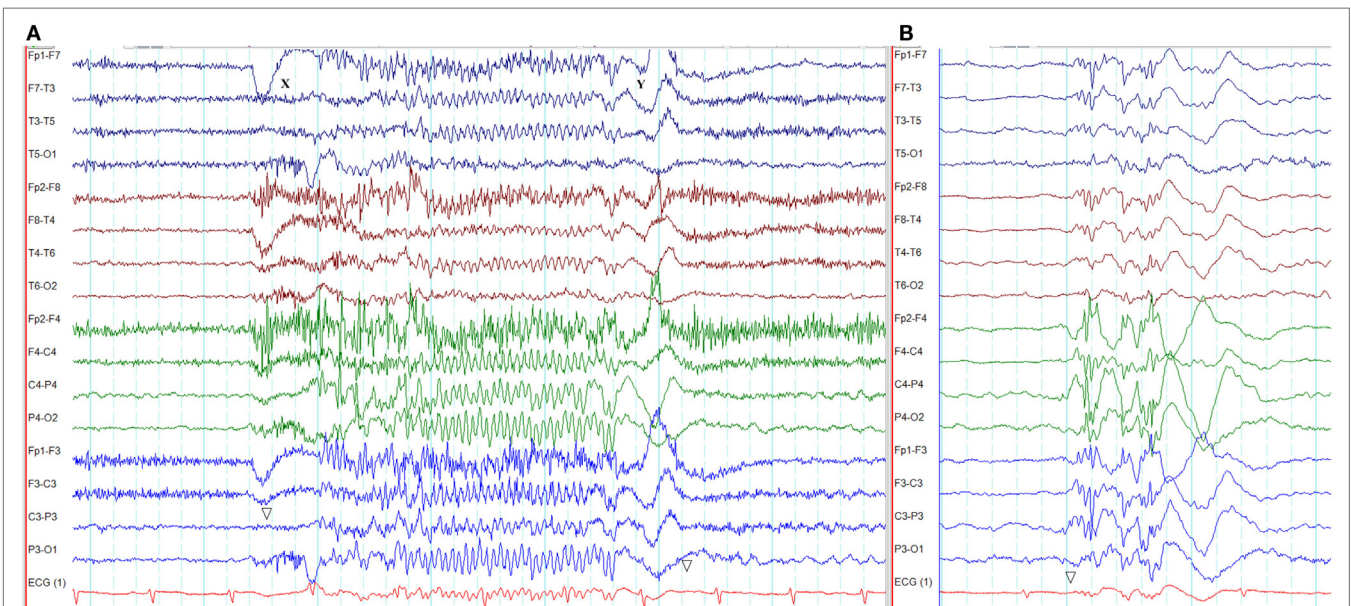 A
Fp1-F7
X
Y
F7-T3
T3-T5
T5-O1
Fp2-F8
F8-T4
T4-T6
T6-O2
Fp2-F4
F4-C4
C4-P4
P4-O2
Fp1-F3
F3-C3
C3-P3
P3-O1
ECG (1)
B
Fp1-F7
F7-T3
T3-T5
T5-O1
Fp2-F8
F8-T4
T4-T6
T6-O2
Fp2-F4
F4-C4
C4-P4
P4-O2
Fp1-F3
F3-C3
C3-P3
P3-O1
ECG (1)